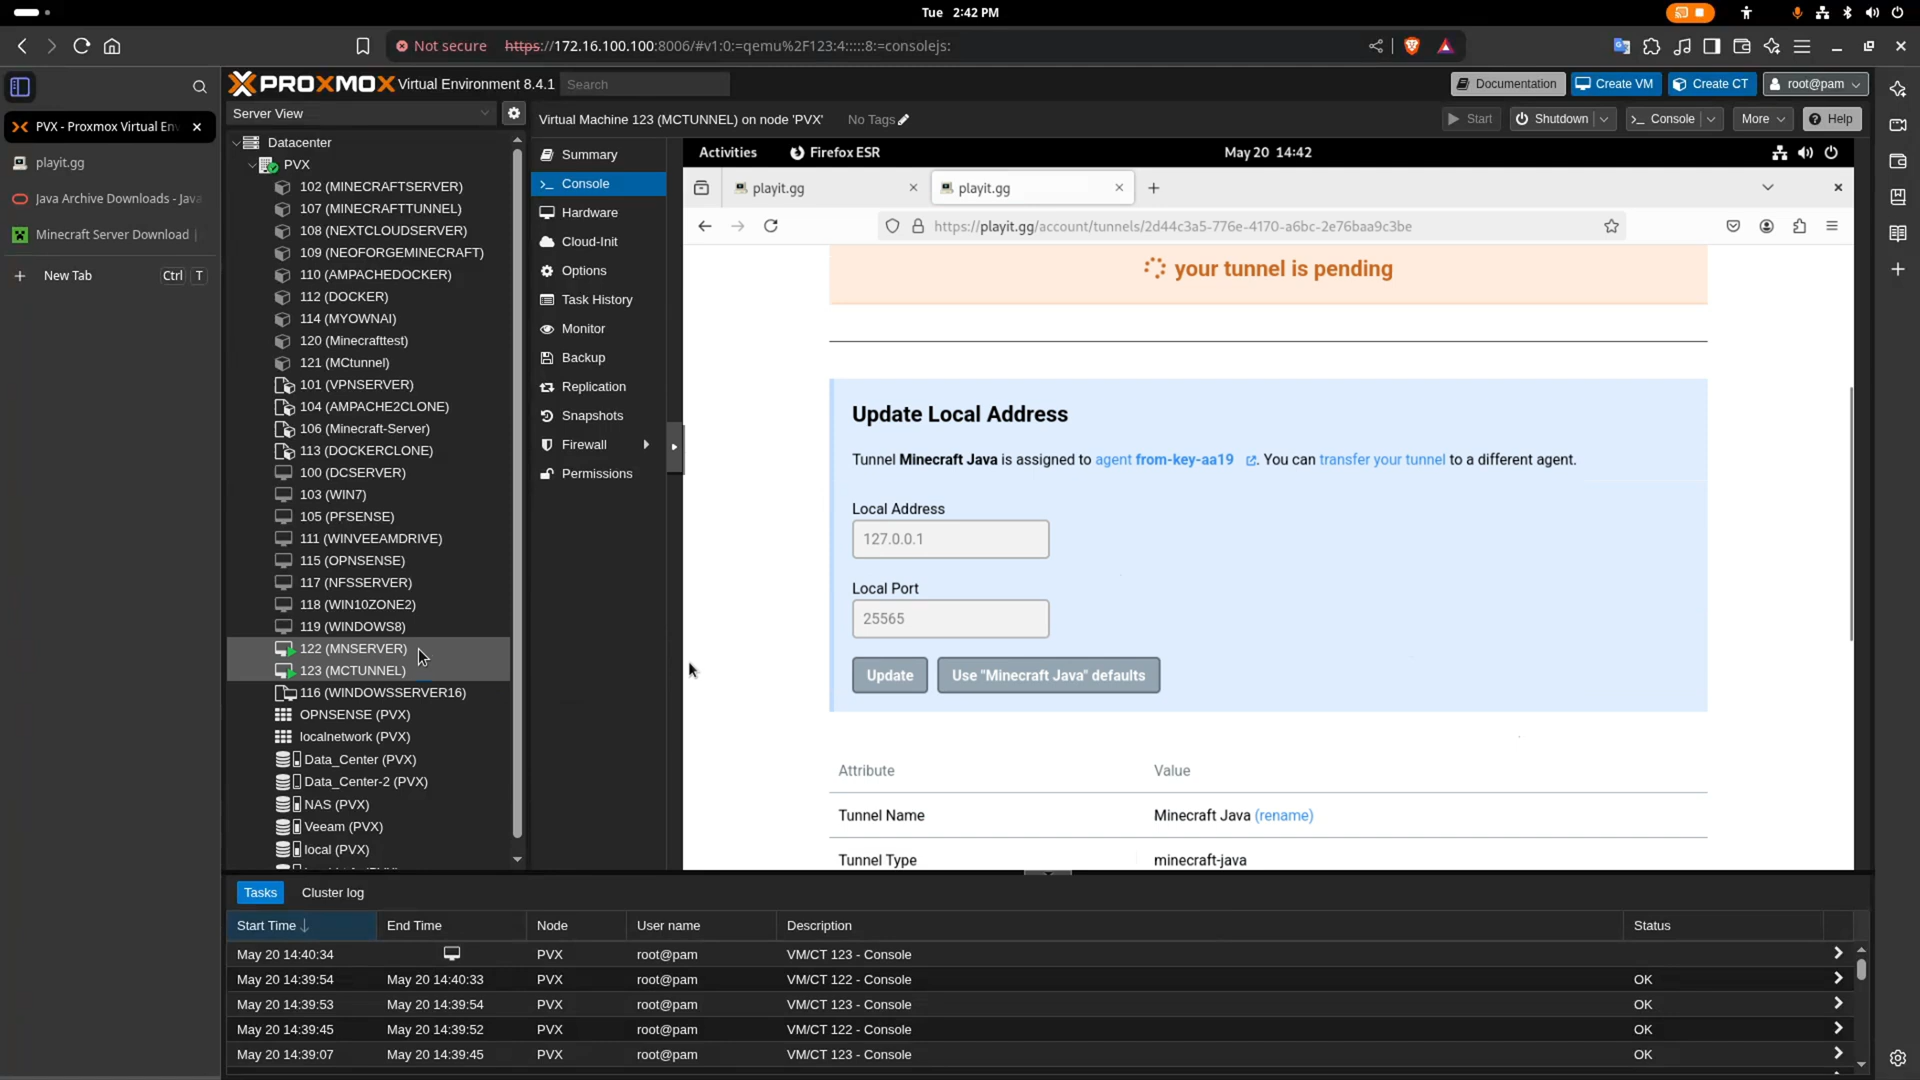 Tue 2:42 PM
Not secure https://172.16.100.100:8006/#v1:0:=qemu%2F123:4:::::8:=consolejs:
PVX - Proxmox Virtual Env
playit.gg
Java Archive Downloads - Java
Minecraft Server Download |
New Tab Ctrl T
PROXMOX Virtual Environment 8.4.1 Search Documentation Create VM Create CT root@pam
Server View
Virtual Machine 123 (MCTUNNEL) on node 'PVX' No Tags Start Shutdown Console More Help
Datacenter
PVX
102 (MINECRAFTSERVER)
107 (MINECRAFTTUNNEL)
108 (NEXTCLOUDSERVER)
109 (NEOFORGEMINECRAFT)
110 (AMPACHEDOCKER)
112 (DOCKER)
114 (MYOWNAI)
120 (Minecrafttest)
121 (MCtunnel)
101 (VPNSERVER)
104 (AMPACHE2CLONE)
106 (Minecraft-Server)
113 (DOCKERCLONE)
100 (DCSERVER)
103 (WIN7)
105 (PFSENSE)
111 (WINVEEAMDRIVE)
115 (OPNSENSE)
117 (NFSSERVER)
118 (WIN10ZONE2)
119 (WINDOWS8)
122 (MNSERVER)
123 (MCTUNNEL)
116 (WINDOWSSERVER16)
OPNSENSE (PVX)
localnetwork (PVX)
Data_Center (PVX)
Data_Center-2 (PVX)
NAS (PVX)
Veeam (PVX)
local (PVX)
Summary
Console
Hardware
Cloud-Init
Options
Task History
Monitor
Backup
Replication
Snapshots
Firewall
Permissions
Activities Firefox ESR May 20 14:42
playit.gg playit.gg
https://playit.gg/account/tunnels/2d44c3a5-776e-4170-a6bc-2e76baa9c3be
your tunnel is pending
Update Local Address
Tunnel Minecraft Java is assigned to agent from-key-aa19 . You can transfer your tunnel to a different agent.
Local Address
127.0.0.1
Local Port
25565
Update Use "Minecraft Java" defaults
Attribute Value
Tunnel Name Minecraft Java (rename)
Tunnel Type minecraft-java
Tasks Cluster log
Start Time End Time Node User name Description Status
May 20 14:40:34 PVX root@pam VM/CT 123 - Console
May 20 14:39:54 May 20 14:40:33 PVX root@pam VM/CT 122 - Console OK
May 20 14:39:53 May 20 14:39:54 PVX root@pam VM/CT 123 - Console OK
May 20 14:39:45 May 20 14:39:52 PVX root@pam VM/CT 122 - Console OK
May 20 14:39:07 May 20 14:39:45 PVX root@pam VM/CT 123 - Console OK